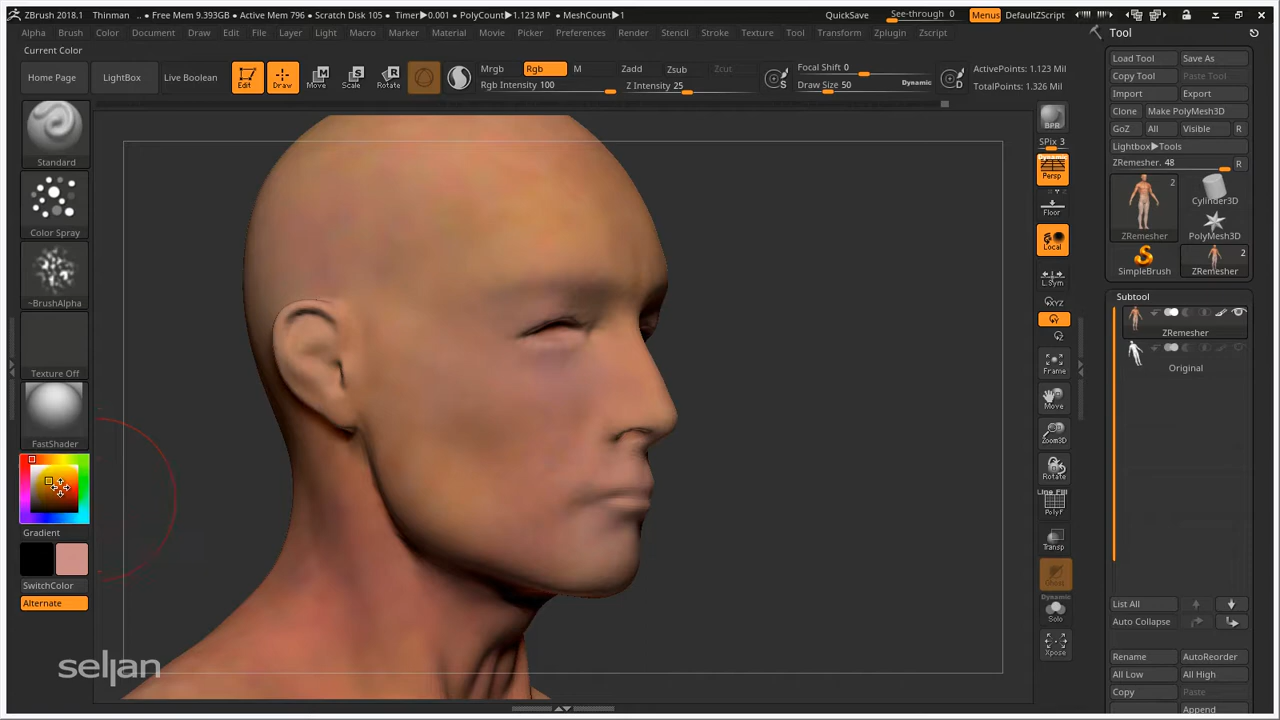 ZBrush 2018.1 Thinman .. • Free Mem 9.393GB • Active Mem 796 • Scratch Disk 105 • Timer▶0.001 • PolyCount▶1.123 MP • MeshCount▶1
QuickSave See-through 0 Menus DefaultZScript
Alpha Brush Color Document Draw Edit File Layer Light Macro Marker Material Movie Picker Preferences Render Stencil Stroke Texture Tool Transform Zplugin Zscript
Current Color
Home Page LightBox Live Boolean
Edit Draw Move Scale Rotate
Mrgb Rgb M Zadd Zsub Zcut
Rgb Intensity 100 Z Intensity 25
Focal Shift 0
Draw Size 50 Dynamic
S D
ActivePoints: 1.123 Mil
TotalPoints: 1.326 Mil
Standard
Color Spray
~BrushAlpha
Texture Off
FastShader
Gradient
SwitchColor
Alternate
seljan
BPR
SPix 3
Dynamic
Persp
Floor
Local
L.Sym
XYZ
Y
Z
Frame
Move
Zoom3D
Rotate
Line Fill
PolyF
Transp
Ghost
Dynamic
Solo
Xpose
Tool
Load Tool Save As
Copy Tool Paste Tool
Import Export
Clone Make PolyMesh3D
GoZ All Visible R
Lightbox▶Tools
ZRemesher. 48 R
2
Cylinder3D
ZRemesher PolyMesh3D
2
SimpleBrush ZRemesher
Subtool
ZRemesher
Original
List All
Auto Collapse
Rename AutoReorder
All Low All High
Copy Paste
Append